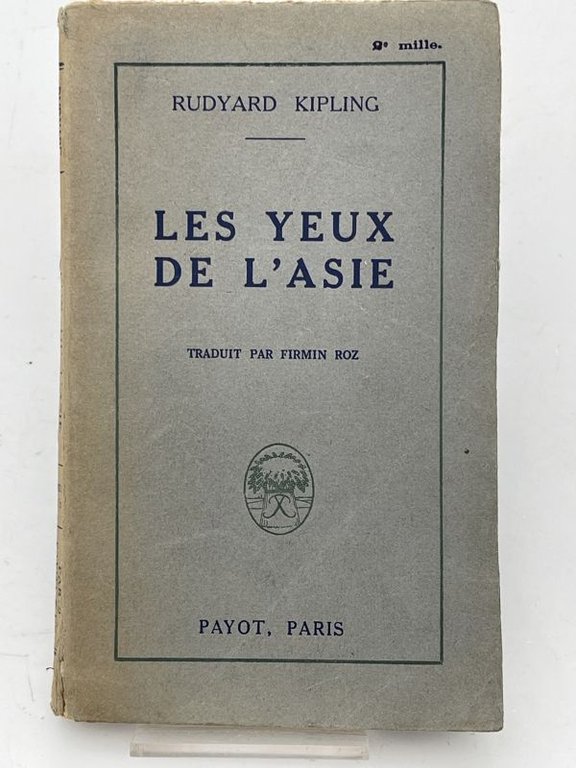 2e mille.
RUDYARD KIPLING
LES YEUX
DE L'ASIE
TRADUIT PAR FIRMIN ROZ
PAYOT, PARIS